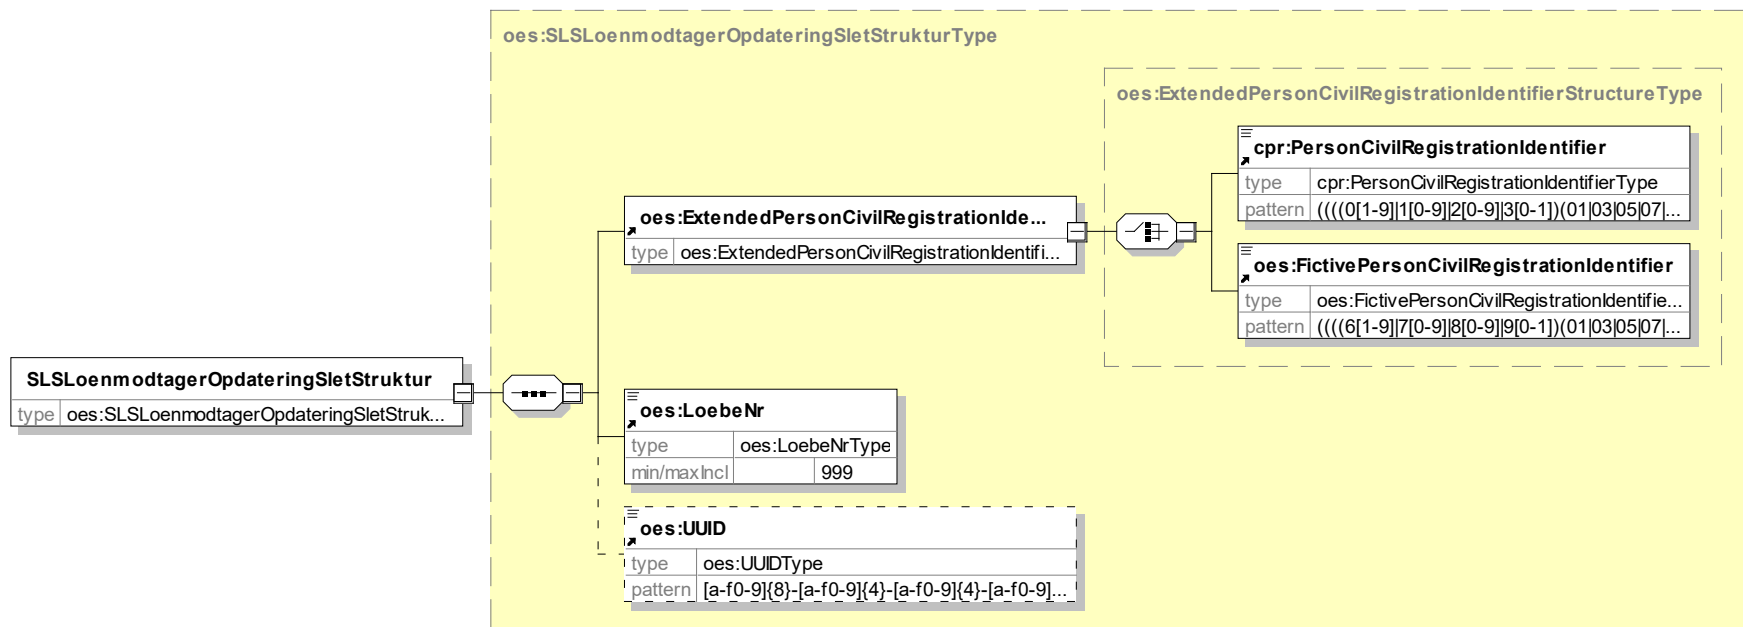 oes:SLSLoenmodtagerOpdateringSletStrukturType
oes:ExtendedPersonCivilRegistrationIdentifierStructureType
cpr:PersonCivilRegistrationIdentifier
type cpr:PersonCivilRegistrationIdentifierType
pattern ((((0[1-9]|1[0-9]|2[0-9]|3[0-1])(01|03|05|07|...
oes:ExtendedPersonCivilRegistrationIde...
type oes:ExtendedPersonCivilRegistrationIdentifi...
oes:FictivePersonCivilRegistrationIdentifier
type oes:FictivePersonCivilRegistrationIdentifie...
pattern ((((6[1-9]|7[0-9]|8[0-9]|9[0-1])(01|03|05|07|...
SLSLoenmodtagerOpdateringSletStruktur
type oes:SLSLoenmodtagerOpdateringSletStruk...
oes:LoebeNr
type oes:LoebeNrType
min/maxIncl 999
oes:UUID
type oes:UUIDType
pattern [a-f0-9]{8}-[a-f0-9]{4}-[a-f0-9]{4}-[a-f0-9]...